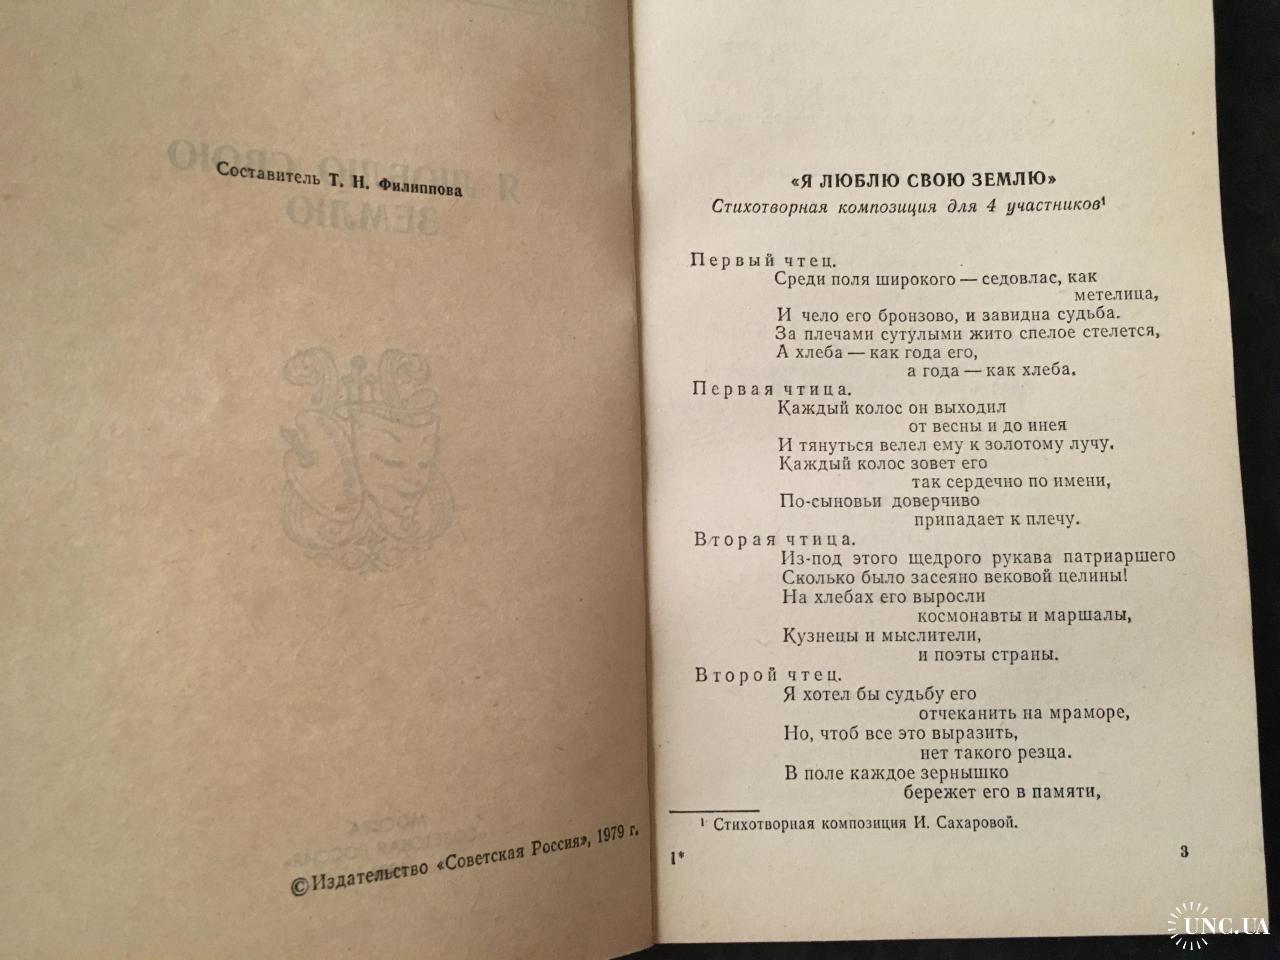 Составитель Т. Н. Филиппова
© Издательство «Советская Россия», 1979 г.
«Я ЛЮБЛЮ СВОЮ ЗЕМЛЮ»
Стихотворная композиция для 4 участников¹
Первый чтец.
Среди поля широкого — седовлас, как
метелица,
И чело его бронзово, и завидна судьба.
За плечами сутулыми жито спелое стелется,
А хлеба — как года его,
а года — как хлеба.
Первая чтица.
Каждый колос он выходил
от весны и до инея
И тянуться велел ему к золотому лучу.
Каждый колос зовет его
так сердечно по имени,
По-сыновьи доверчиво
припадает к плечу.
Вторая чтица.
Из-под этого щедрого рукава патриаршего
Сколько было засеяно вековой целины!
На хлебах его выросли
космонавты и маршалы,
Кузнецы и мыслители,
и поэты страны.
Второй чтец.
Я хотел бы судьбу его
отчеканить на мраморе,
Но, чтоб все это выразить,
нет такого резца.
В поле каждое зернышко
бережет его в памяти,
¹ Стихотворная композиция И. Сахаровой.
1*
3
UNC.UA